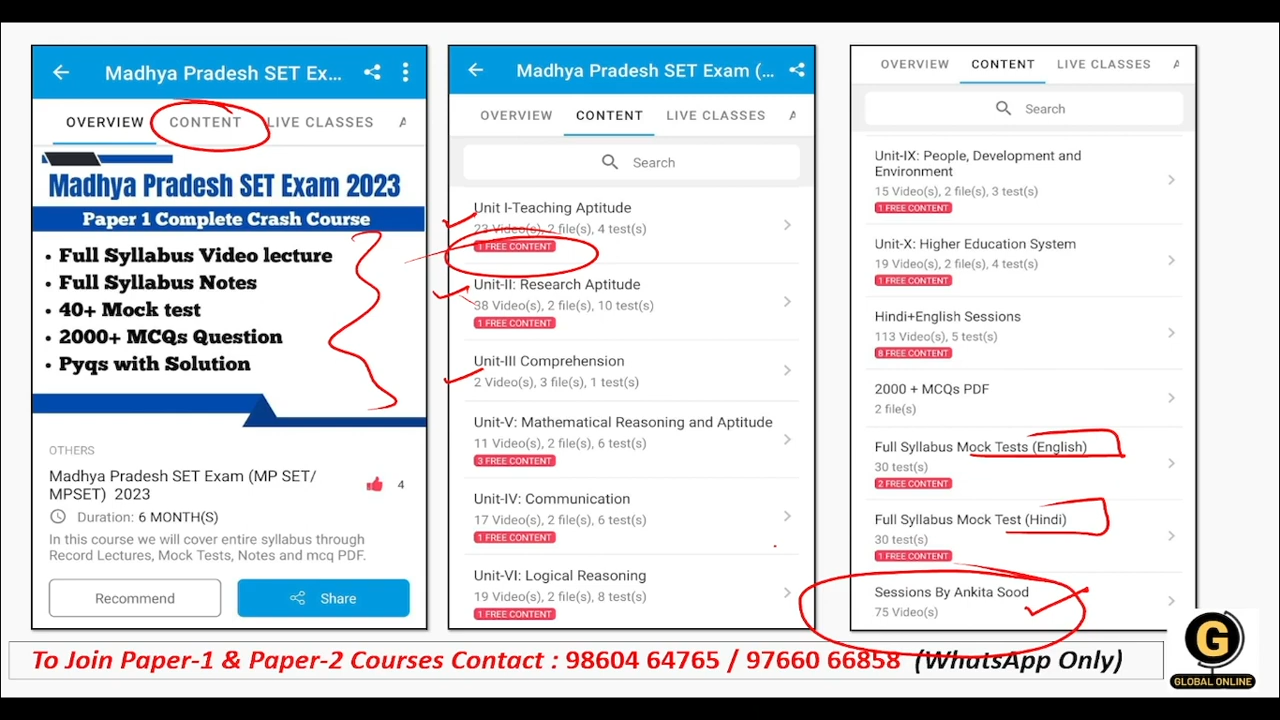 Madhya Pradesh SET Ex...
OVERVIEW CONTENT LIVE CLASSES A
Madhya Pradesh SET Exam 2023
Paper 1 Complete Crash Course
• Full Syllabus Video lecture
• Full Syllabus Notes
• 40+ Mock test
• 2000+ MCQs Question
• Pyqs with Solution
OTHERS
Madhya Pradesh SET Exam (MP SET/
MPSET) 2023
4
Duration: 6 MONTH(S)
In this course we will cover entire syllabus through
Record Lectures, Mock Tests, Notes and mcq PDF.
Recommend Share
Madhya Pradesh SET Exam (...
OVERVIEW CONTENT LIVE CLASSES A
Search
Unit I-Teaching Aptitude
23 Video(s), 2 file(s), 4 test(s)
1 FREE CONTENT
Unit-II: Research Aptitude
38 Video(s), 2 file(s), 10 test(s)
1 FREE CONTENT
Unit-III Comprehension
2 Video(s), 3 file(s), 1 test(s)
Unit-V: Mathematical Reasoning and Aptitude
11 Video(s), 2 file(s), 6 test(s)
3 FREE CONTENT
Unit-IV: Communication
17 Video(s), 2 file(s), 6 test(s)
1 FREE CONTENT
Unit-VI: Logical Reasoning
19 Video(s), 2 file(s), 8 test(s)
1 FREE CONTENT
OVERVIEW CONTENT LIVE CLASSES A
Search
Unit-IX: People, Development and
Environment
15 Video(s), 2 file(s), 3 test(s)
1 FREE CONTENT
Unit-X: Higher Education System
19 Video(s), 2 file(s), 4 test(s)
1 FREE CONTENT
Hindi+English Sessions
113 Video(s), 5 test(s)
8 FREE CONTENT
2000 + MCQs PDF
2 file(s)
Full Syllabus Mock Tests (English)
30 test(s)
2 FREE CONTENT
Full Syllabus Mock Test (Hindi)
30 test(s)
1 FREE CONTENT
Sessions By Ankita Sood
75 Video(s)
To Join Paper-1 & Paper-2 Courses Contact : 98604 64765 / 97660 66858 (WhatsApp Only)
G
GLOBAL ONLINE